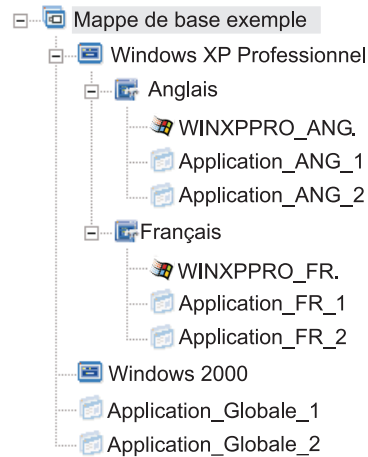 Mappe de base exemple
Windows XP Professionnel
Anglais
WINXPPRO_ANG.
Application_ANG_1
Application_ANG_2
Français
WINXPPRO_FR.
Application_FR_1
Application_FR_2
Windows 2000
Application_Globale_1
Application_Globale_2